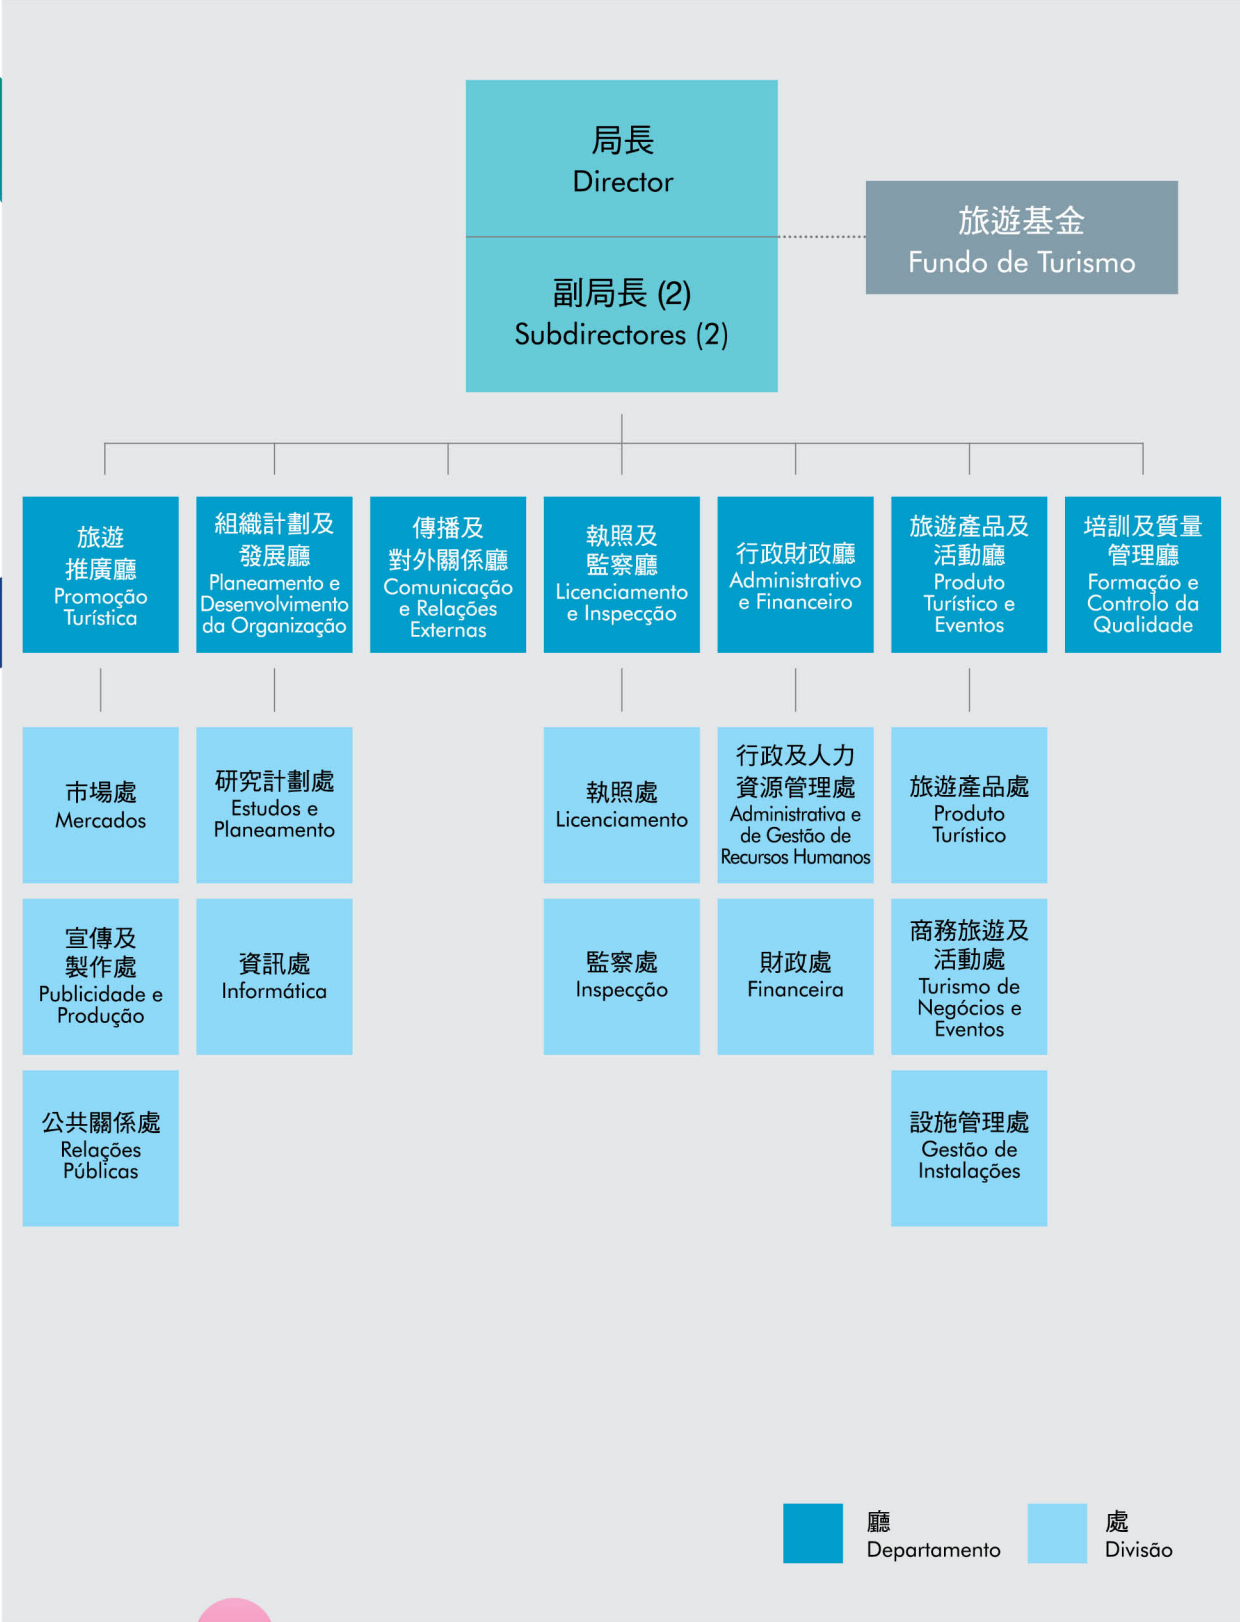 局長
Director
副局長 (2)
Subdirectores (2)
旅遊基金
Fundo de Turismo
旅遊
推廣廳
Promoção
Turística
組織計劃及
發展廳
Planeamento e
Desenvolvimento
da Organização
傳播及
對外關係廳
Comunicação
e Relações
Externas
執照及
監察廳
Licenciamento
e Inspecção
行政財政廳
Administrativo
e Financeiro
旅遊產品及
活動廳
Produto
Turístico e
Eventos
培訓及質量
管理廳
Formação e
Controlo da
Qualidade
市場處
Mercados
研究計劃處
Estudos e
Planeamento
執照處
Licenciamento
行政及人力
資源管理處
Administrativa e
de Gestão de
Recursos Humanos
旅遊產品處
Produto
Turístico
宣傳及
製作處
Publicidade e
Produção
資訊處
Informática
監察處
Inspecção
財政處
Financeira
商務旅遊及
活動處
Turismo de
Negócios e
Eventos
公共關係處
Relações
Públicas
設施管理處
Gestão de
Instalações
廳
Departamento
處
Divisão